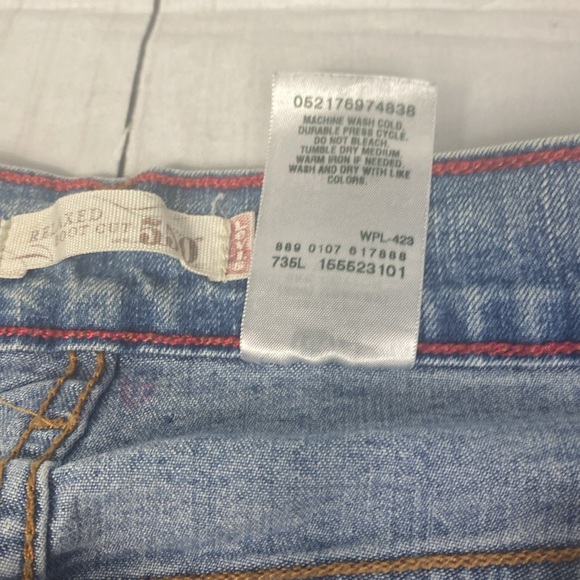 RELAXED
BOOT CUT 550
LEVI'S
052176974838
MACHINE WASH COLD,
DURABLE PRESS CYCLE.
DO NOT BLEACH.
TUMBLE DRY MEDIUM.
WARM IRON IF NEEDED.
WASH AND DRY WITH LIKE
COLORS.
WPL-423
889 0107 617888
735L 155523101